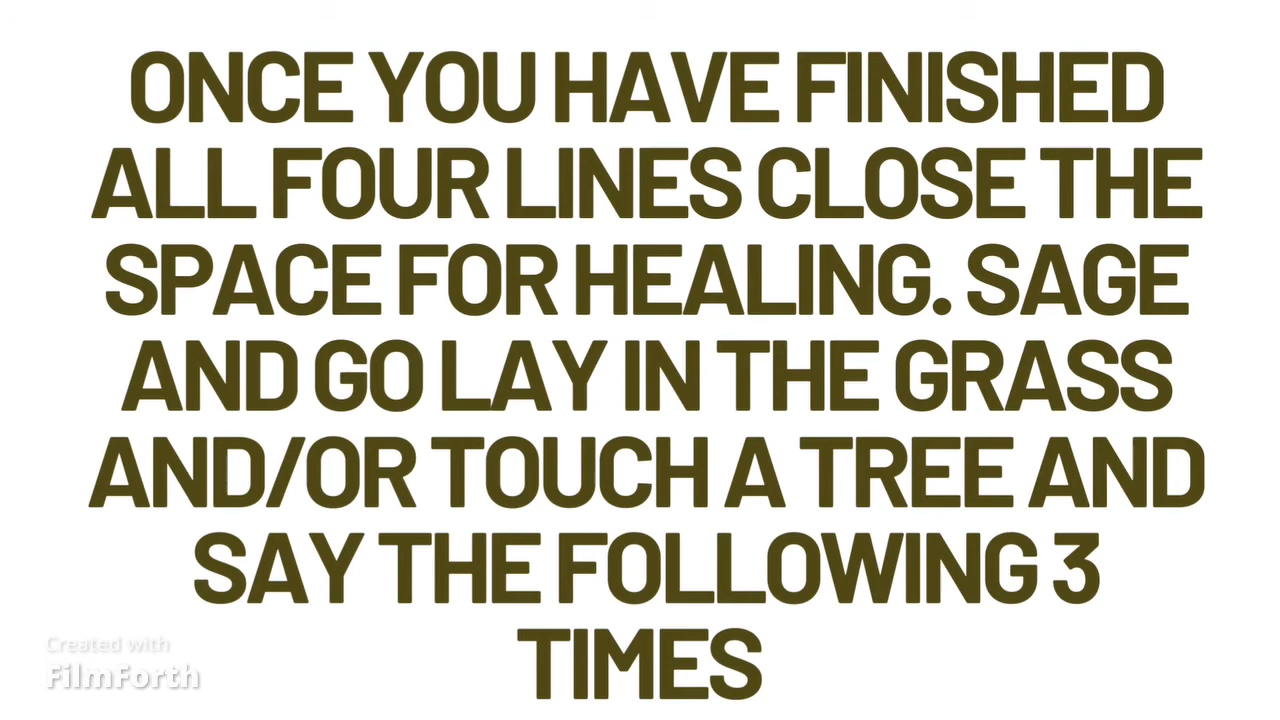 ONCE YOU HAVE FINISHED
ALL FOUR LINES CLOSE THE
SPACE FOR HEALING. SAGE
AND GO LAY IN THE GRASS
AND/OR TOUCH A TREE AND
SAY THE FOLLOWING 3
TIMES
Created with
FilmForth